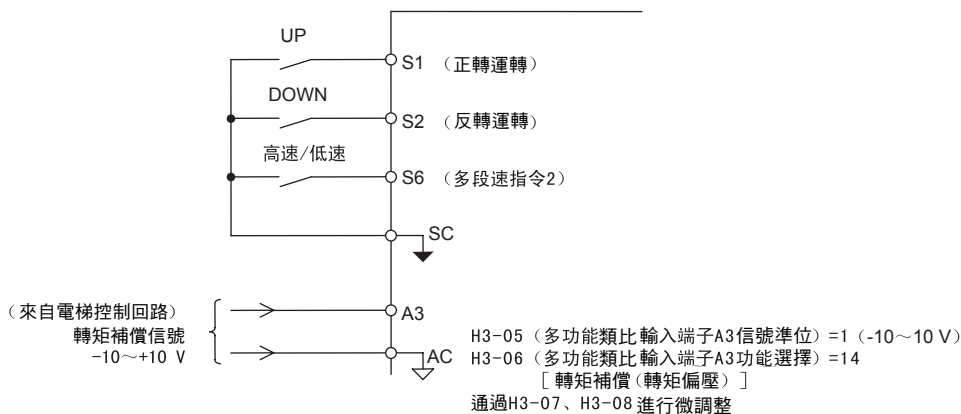 UP
S1 （正轉運轉）
DOWN
S2 （反轉運轉）
高速/低速
S6 （多段速指令2）
SC
（來自電梯控制回路）
轉矩補償信號
-10～+10 V
A3
AC
H3-05（多功能類比輸入端子A3信號準位）=1（-10～10 V）
H3-06（多功能類比輸入端子A3功能選擇）=14
［ 轉矩補償(轉矩偏壓) ］
通過H3-07、H3-08進行微調整